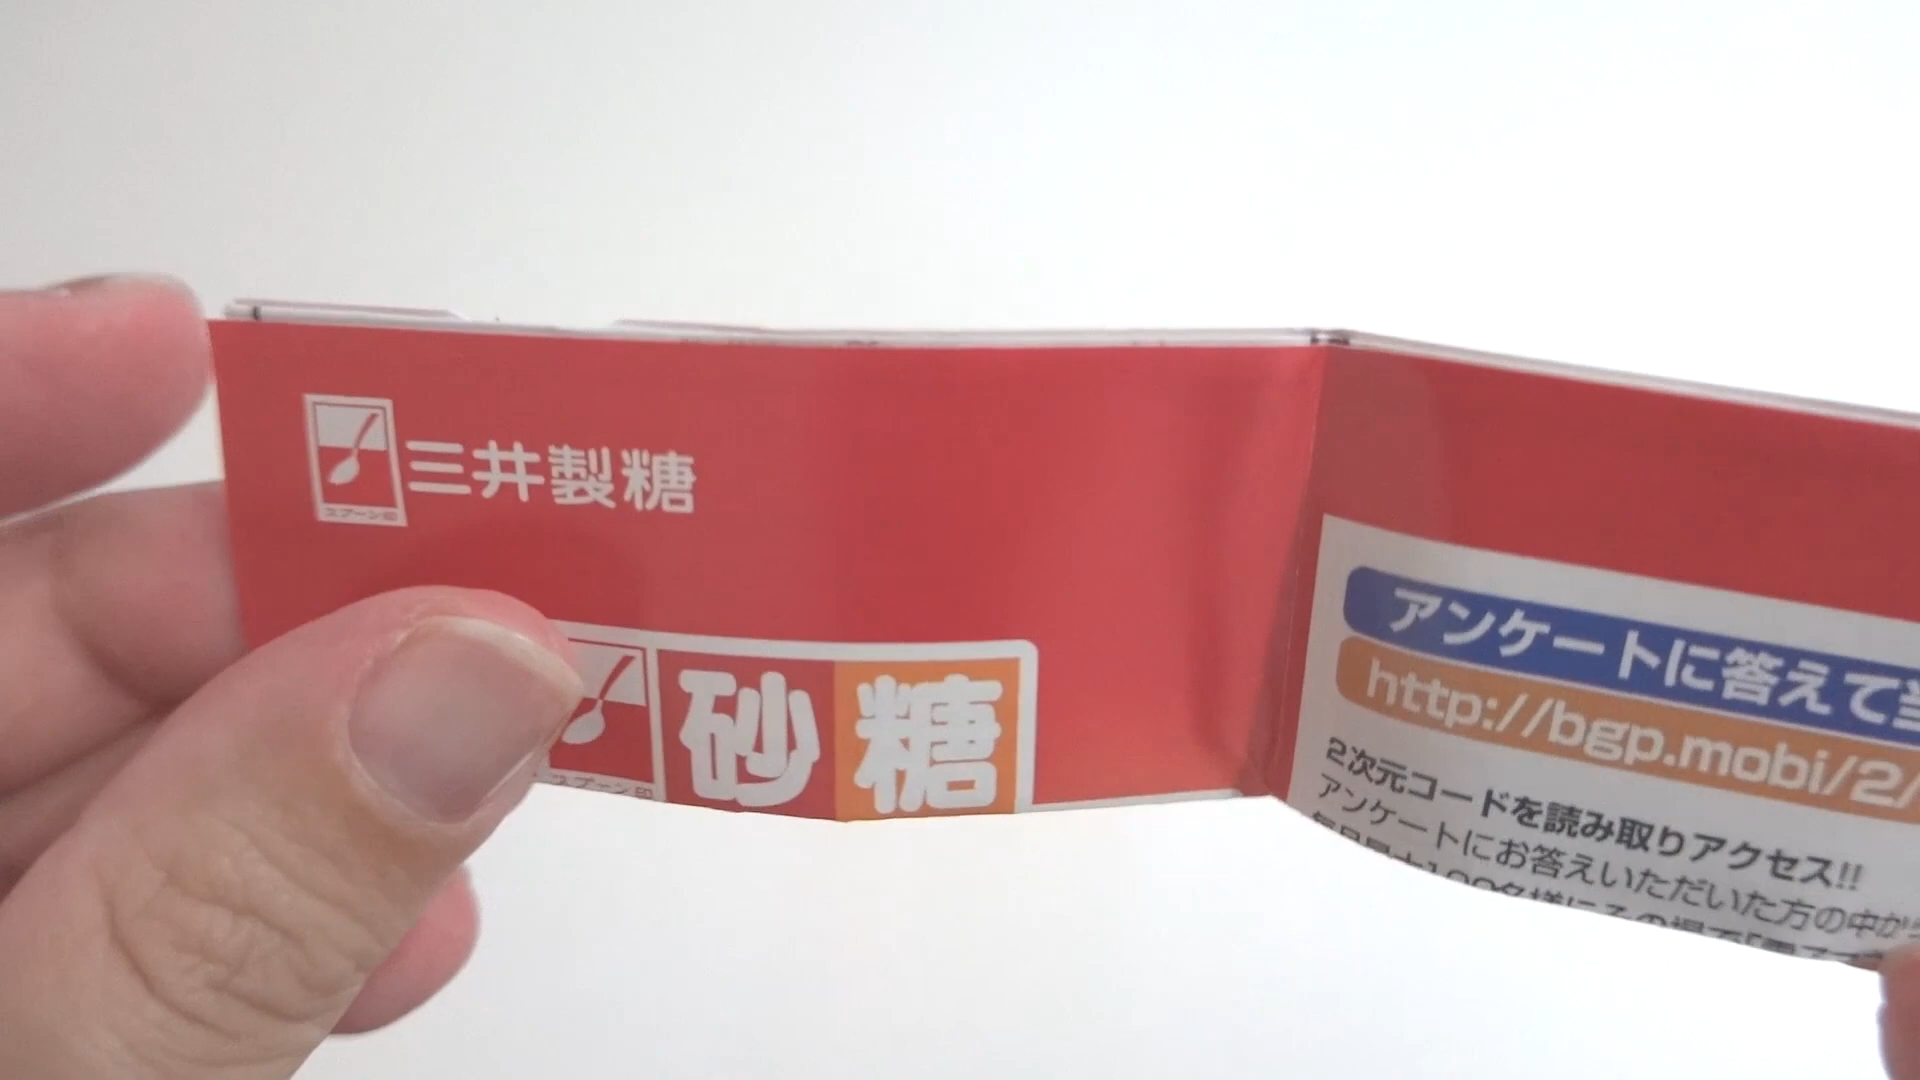 三井製糖
スプーン印
砂糖
スプーン印
アンケートに答えて
http://bgp.mobi/2/
2次元コードを読み取りアクセス!!
アンケートにお答えいただいた方の中から